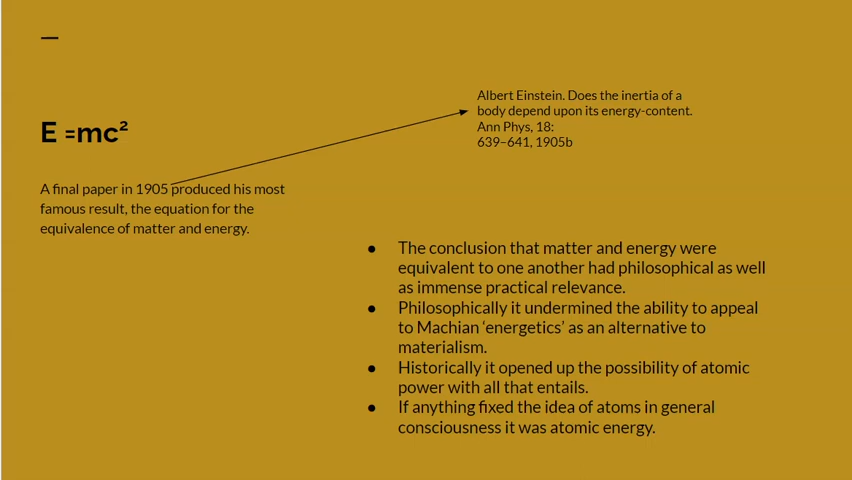 E =mc²
A final paper in 1905 produced his most
famous result, the equation for the
equivalence of matter and energy.
Albert Einstein. Does the inertia of a
body depend upon its energy-content.
Ann Phys, 18:
639–641, 1905b
● The conclusion that matter and energy were
equivalent to one another had philosophical as well
as immense practical relevance.
● Philosophically it undermined the ability to appeal
to Machian ‘energetics’ as an alternative to
materialism.
● Historically it opened up the possibility of atomic
power with all that entails.
● If anything fixed the idea of atoms in general
consciousness it was atomic energy.